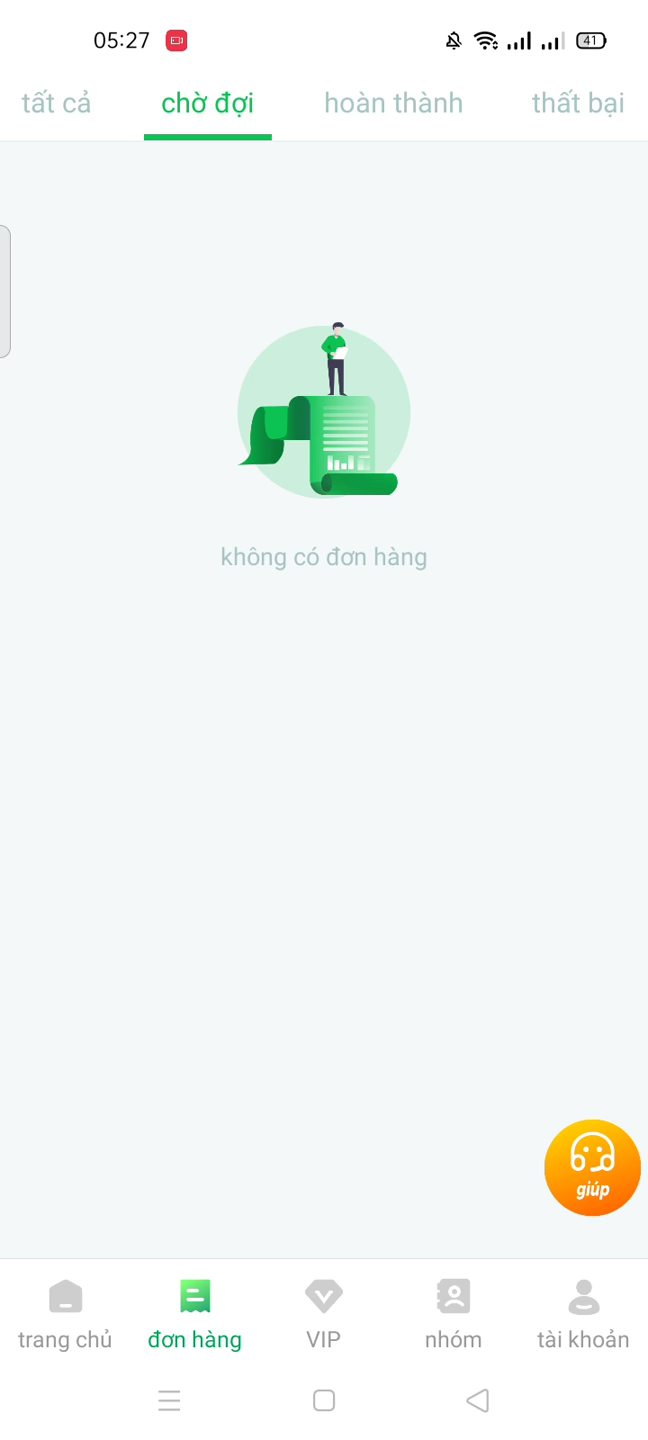 05:27
41
tất cả
chờ đợi
hoàn thành
thất bại
không có đơn hàng
giúp
trang chủ
đơn hàng
VIP
nhóm
tài khoản